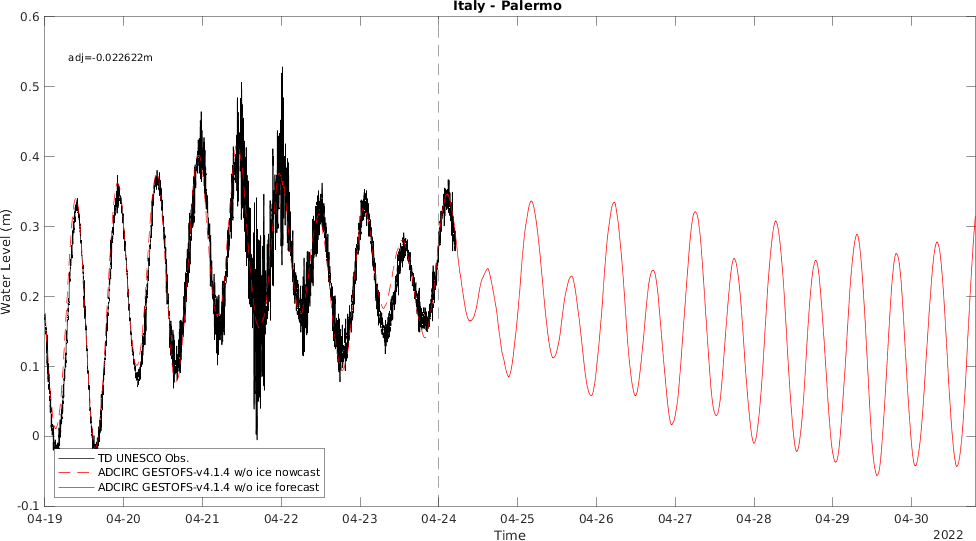 Italy - Palermo
adj=-0.022622m
0.6
0.5
0.4
0.3
0.2
0.1
0
-0.1
Water Level (m)
TD UNESCO Obs.
ADCIRC GESTOFS-v4.1.4 w/o ice nowcast
ADCIRC GESTOFS-v4.1.4 w/o ice forecast
04-19 04-20 04-21 04-22 04-23 04-24 04-25 04-26 04-27 04-28 04-29 04-30
Time
2022